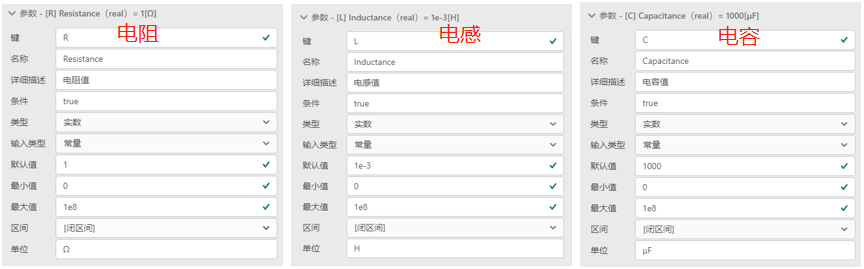 参数 - [R] Resistance（real）= 1[Ω]
电阻
键 R
名称 Resistance
详细描述 电阻值
条件 true
类型 实数
输入类型 常量
默认值 1
最小值 0
最大值 1e8
区间 [闭区间]
单位 Ω
参数 - [L] Inductance（real）= 1e-3[H]
电感
键 L
名称 Inductance
详细描述 电感值
条件 true
类型 实数
输入类型 常量
默认值 1e-3
最小值 0
最大值 1e8
区间 [闭区间]
单位 H
参数 - [C] Capacitance（real）= 1000[μF]
电容
键 C
名称 Capacitance
详细描述 电容值
条件 true
类型 实数
输入类型 常量
默认值 1000
最小值 0
最大值 1e8
区间 [闭区间]
单位 μF